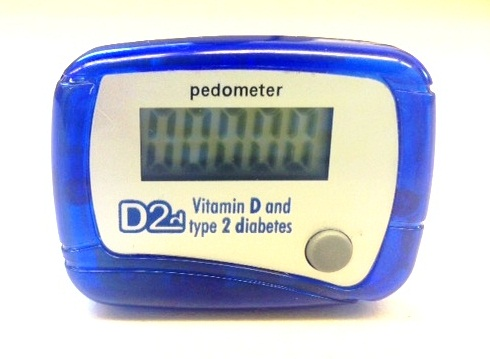 pedometer
D2d
Vitamin D and
type 2 diabetes